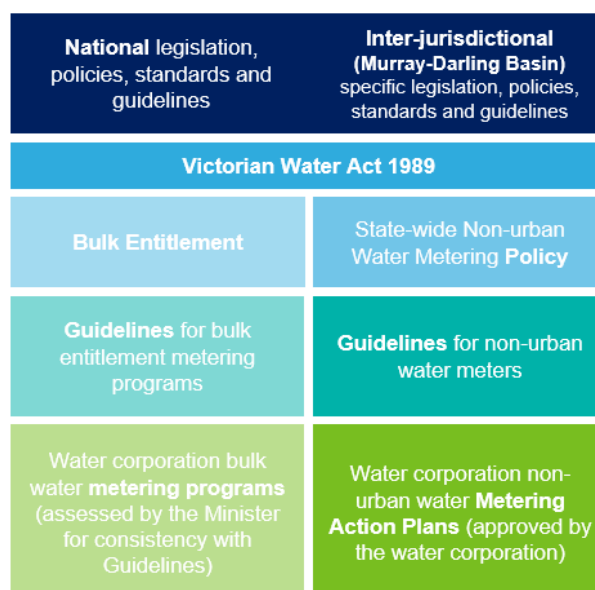 National legislation,
policies, standards and
guidelines
Inter-jurisdictional
(Murray-Darling Basin)
specific legislation, policies,
standards and guidelines
Victorian Water Act 1989
Bulk Entitlement
State-wide Non-urban
Water Metering Policy
Guidelines for bulk
entitlement metering
programs
Guidelines for non-urban
water meters
Water corporation bulk
water metering programs
(assessed by the Minister
for consistency with
Guidelines)
Water corporation non-
urban water Metering
Action Plans (approved by
the water corporation)